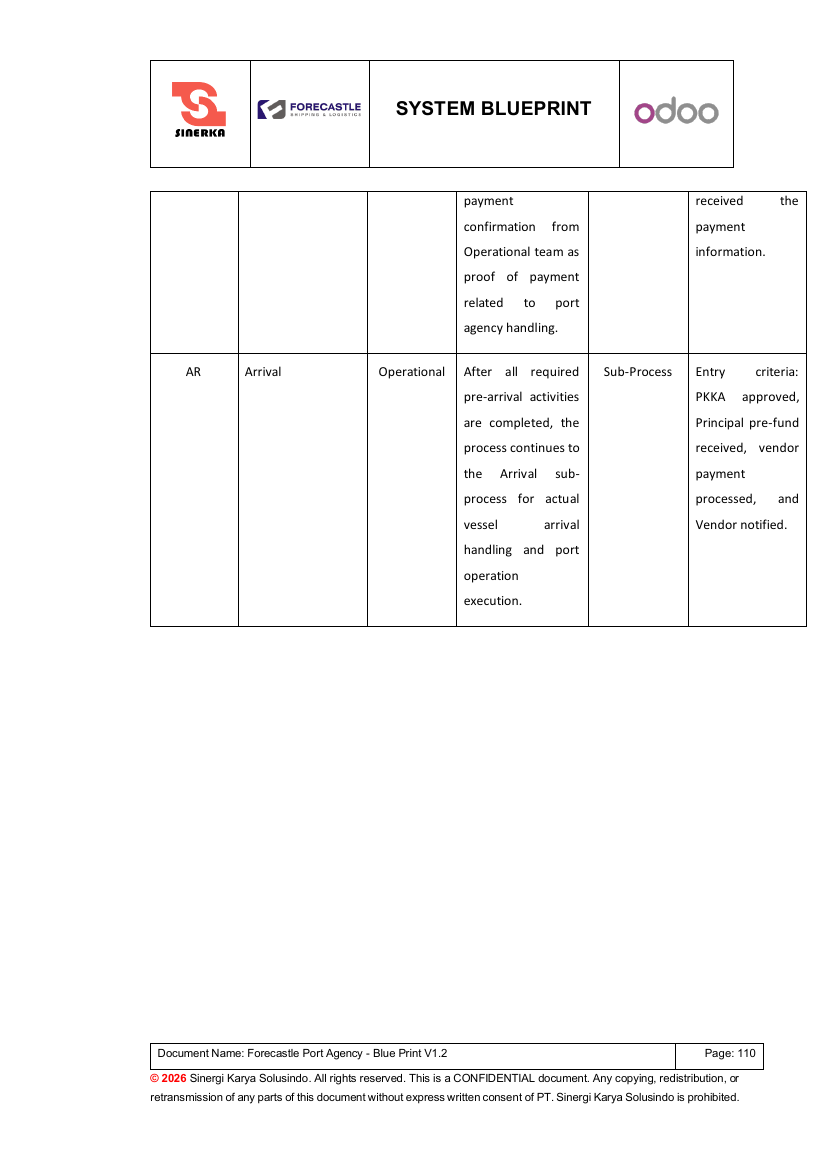 SINERKA
FORECASTLE
SHIPPING & LOGISTICS
SYSTEM BLUEPRINT
odoo
payment
confirmation from
Operational team as
proof of payment
related to port
agency handling.
received the
payment
information.
AR
Arrival
Operational
After all required
pre-arrival activities
are completed, the
process continues to
the Arrival sub-
process for actual
vessel arrival
handling and port
operation
execution.
Sub-Process
Entry criteria:
PKKA approved,
Principal pre-fund
received, vendor
payment
processed, and
Vendor notified.
Document Name: Forecastle Port Agency - Blue Print V1.2
Page: 110
© 2026 Sinergi Karya Solusindo. All rights reserved. This is a CONFIDENTIAL document. Any copying, redistribution, or
retransmission of any parts of this document without express written consent of PT. Sinergi Karya Solusindo is prohibited.